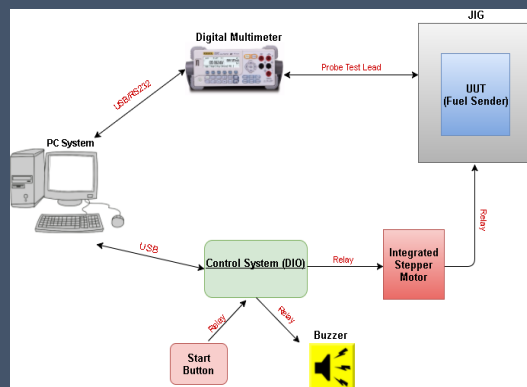 JIG
Digital Multimeter
Probe Test Lead
UUT
(Fuel Sender)
USB/RS232
PC System
Relay
USB
Control System (DIO)
Relay
Integrated
Stepper
Motor
Relay
Relay
Buzzer
Start
Button